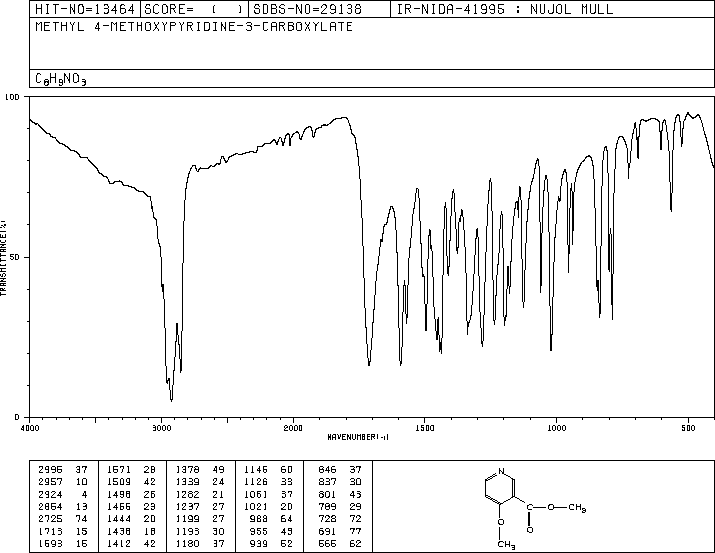 HIT-NO=13464 SCORE= ( ) SDBS-NO=29138 IR-NIDA-41995 : NUJOL MULL
METHYL 4-METHOXYPYRIDINE-3-CARBOXYLATE
C8H9NO3
100
50
0
TRANSMITTANCE(%)
4000 3000 2000 1500 1000 500
WAVENUMBER(-1)
2995 37 1571 28 1378 49 1145 60 846 37
2957 10 1509 42 1339 24 1126 33 837 30
2924 4 1498 26 1282 21 1061 37 801 43
2854 13 1455 23 1237 27 1021 20 789 29
2725 74 1444 20 1199 27 988 64 728 72
1713 15 1438 18 1193 30 955 43 691 77
1593 15 1412 42 1180 37 939 52 565 62
N
O
O CH3
O
O
CH3